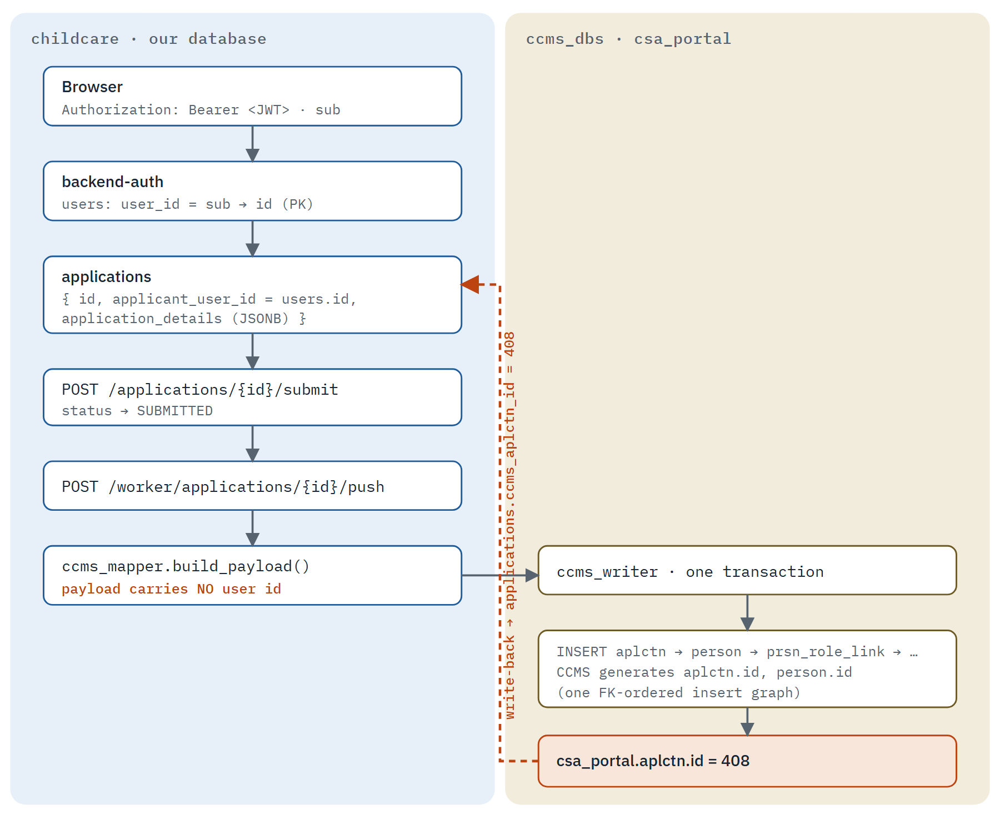 childcare · our database
Browser
Authorization: Bearer <JWT> · sub
backend-auth
users: user_id = sub → id (PK)
applications
{ id, applicant_user_id = users.id,
application_details (JSONB) }
POST /applications/{id}/submit
status → SUBMITTED
POST /worker/applications/{id}/push
ccms_mapper.build_payload()
payload carries NO user id
write-back → applications.ccms_aplctn_id = 408
ccms_dbs · csa_portal
ccms_writer · one transaction
INSERT aplctn → person → prsn_role_link → …
CCMS generates aplctn.id, person.id
(one FK-ordered insert graph)
csa_portal.aplctn.id = 408